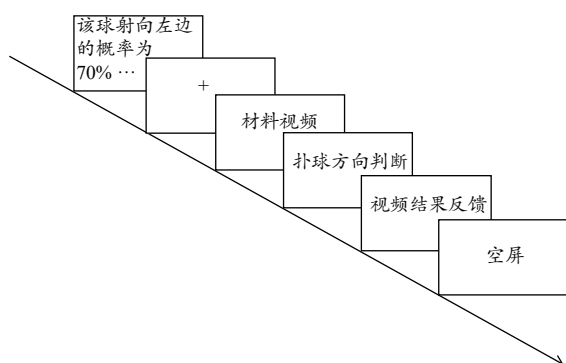 该球射向左边
的概率为
70% …
+
材料视频
扑球方向判断
视频结果反馈
空屏